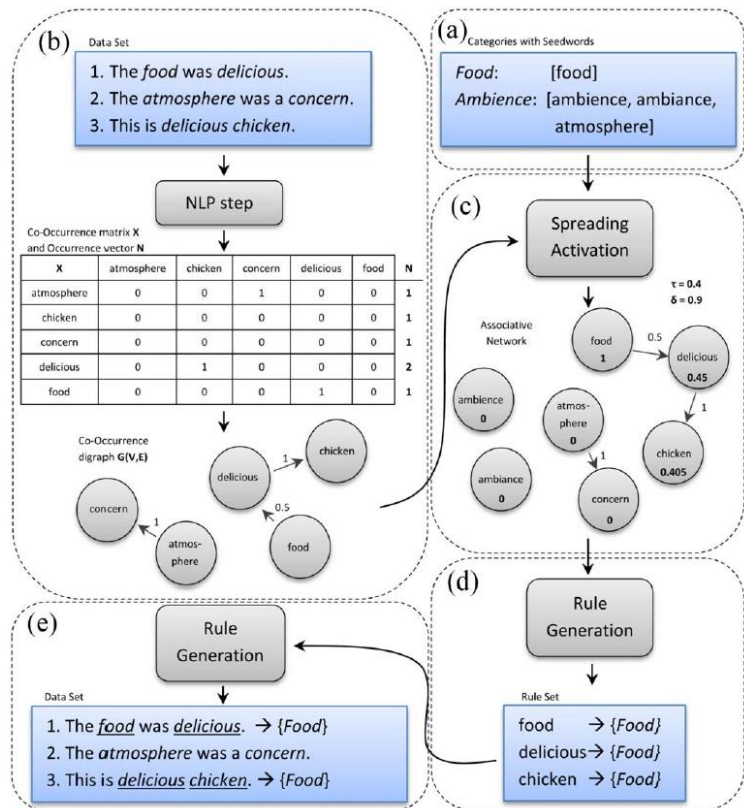 (b)
Data Set
1. The food was delicious.
2. The atmosphere was a concern.
3. This is delicious chicken.
NLP step
Co-Occurrence matrix X
and Occurrence vector N
X atmosphere chicken concern delicious food N
atmosphere 0 0 1 0 0 1
chicken 0 0 0 0 0 1
concern 0 0 0 0 0 1
delicious 0 1 0 0 0 2
food 0 0 0 1 0 1
Co-Occurrence
digraph G(V,E)
chicken
1
delicious
concern
0.5
1
atmos-
phere
food
(a)
Categories with Seedwords
Food: [food]
Ambience: [ambience, ambiance,
atmosphere]
(c)
Spreading
Activation
τ = 0.4
δ = 0.9
Associative
Network
food
1
0.5
delicious
0.45
1
chicken
0.405
ambience
0
atmos-
phere
0
1
ambiance
0
concern
0
(d)
Rule
Generation
Rule Set
food → {Food}
delicious→ {Food}
chicken → {Food}
(e)
Rule
Generation
Data Set
1. The food was delicious. → {Food}
2. The atmosphere was a concern.
3. This is delicious chicken. → {Food}